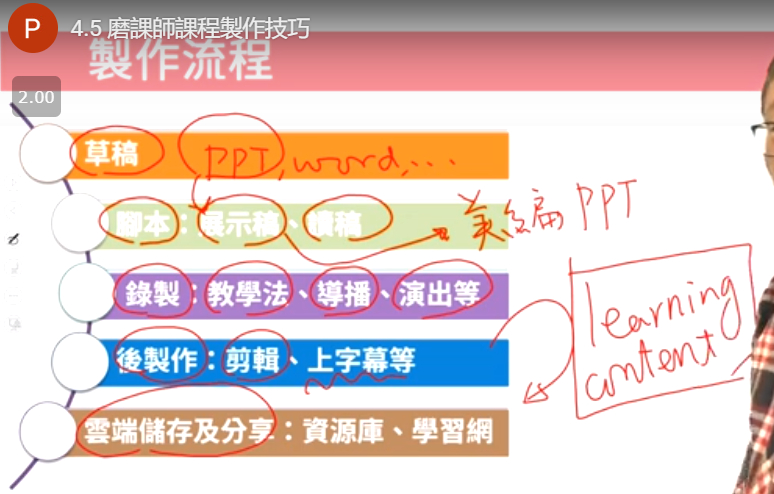 P
4.5 磨課師課程製作技巧
製作流程
2.00
草稿
PPT, word, ...
腳本：展示稿、讀稿
美編 PPT
錄製：教學法、導播、演出等
learning
content
後製作：剪輯、上字幕等
雲端儲存及分享：資源庫、學習網